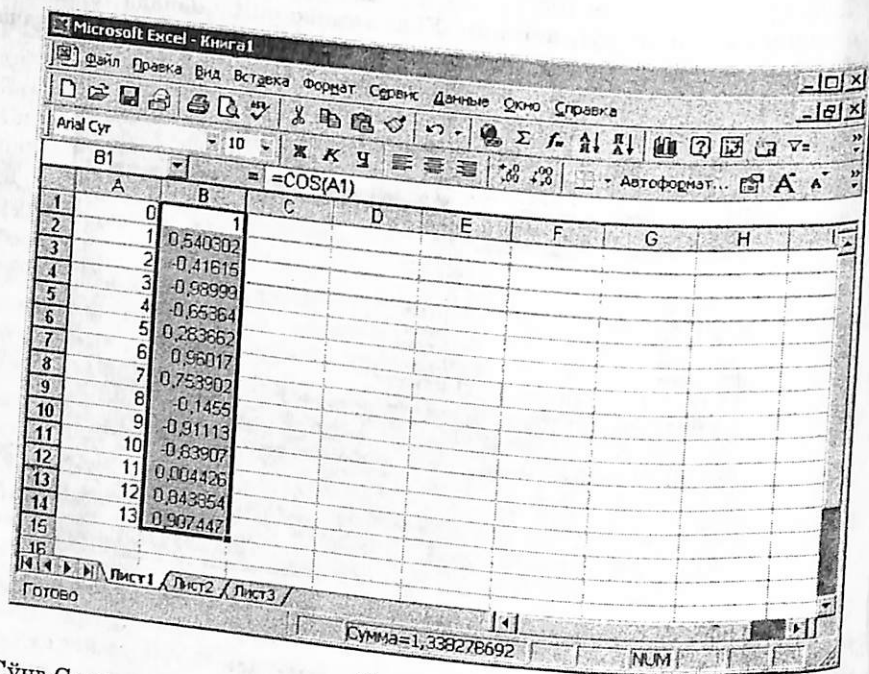 Microsoft Excel - Книга1
Файл Правка Вид Вставка Формат Сервис Данные Окно Справка
Arial Cyr 10 Ж К Ч Автоформат...
B1 = =COS(A1)
A B C D E F G H
1 0 1
2 1 0,540302
3 2 -0,41615
4 3 -0,98999
5 4 -0,65364
6 5 0,283662
7 6 0,96017
8 7 0,753902
9 8 -0,1455
10 9 -0,91113
11 10 -0,83907
12 11 0,004426
13 12 0,843854
14 13 0,907447
15
16
Лист1 Лист2 Лист3
Готово Сумма=1,338278692 NUM